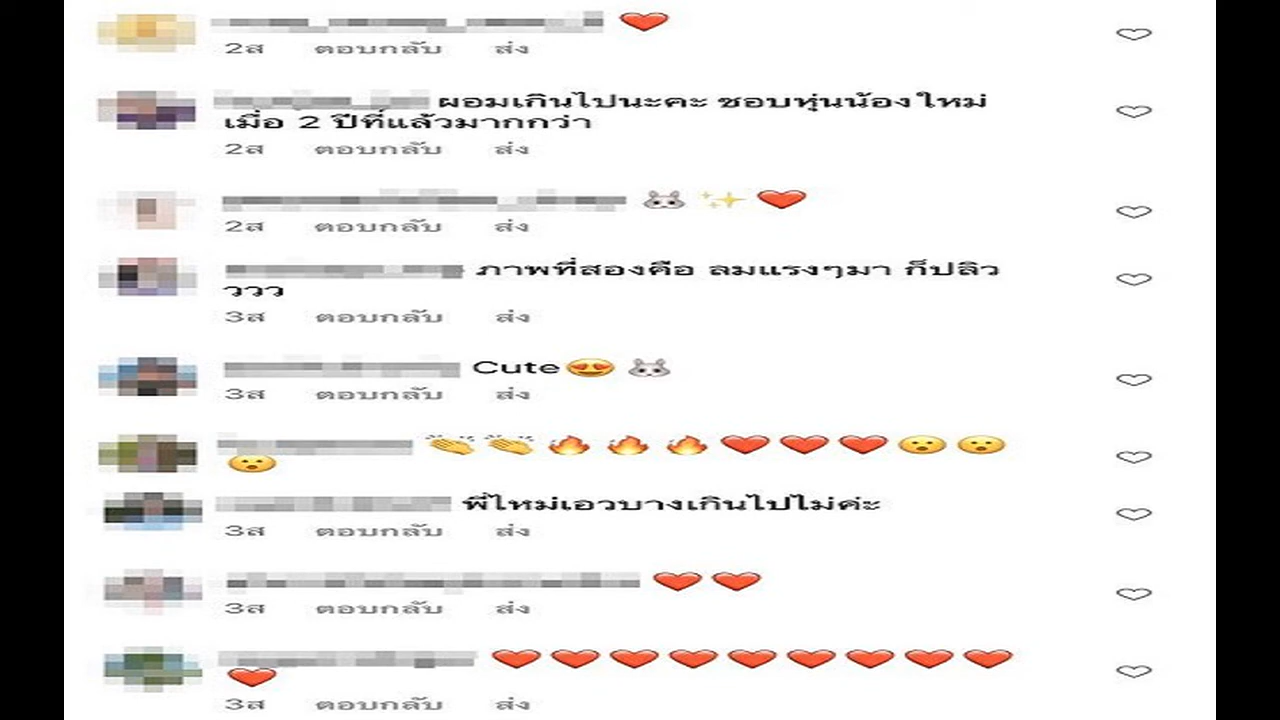 ❤️
2ส ตอบกลับ ส่ง
ผอมเกินไปนะคะ ชอบหุ่นน้องใหม่
เมื่อ 2 ปีที่แล้วมากกว่า
2ส ตอบกลับ ส่ง
🐰 ✨ ❤️
2ส ตอบกลับ ส่ง
ภาพที่สองคือ ลมแรงๆมา ก็ปลิว
ววว
3ส ตอบกลับ ส่ง
Cute😍 🐰
3ส ตอบกลับ ส่ง
👏 👏 🔥 🔥 🔥 ❤️ ❤️ ❤️ 😮 😮
😮
พี่ใหม่เอวบางเกินไปไม่ค่ะ
3ส ตอบกลับ ส่ง
❤️ ❤️
3ส ตอบกลับ ส่ง
❤️ ❤️ ❤️ ❤️ ❤️ ❤️ ❤️ ❤️ ❤️
❤️
3ส ตอบกลับ ส่ง